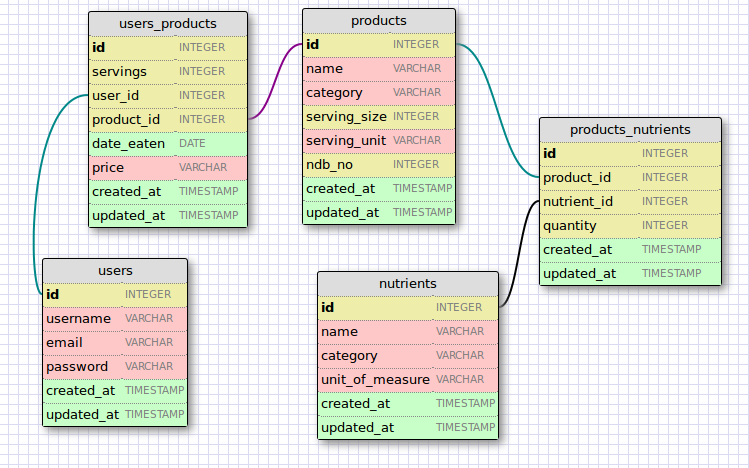 users_products
id INTEGER
servings INTEGER
user_id INTEGER
product_id INTEGER
date_eaten DATE
price VARCHAR
created_at TIMESTAMP
updated_at TIMESTAMP
products
id INTEGER
name VARCHAR
category VARCHAR
serving_size INTEGER
serving_unit VARCHAR
ndb_no INTEGER
created_at TIMESTAMP
updated_at TIMESTAMP
products_nutrients
id INTEGER
product_id INTEGER
nutrient_id INTEGER
quantity INTEGER
created_at TIMESTAMP
updated_at TIMESTAMP
users
id INTEGER
username VARCHAR
email VARCHAR
password VARCHAR
created_at TIMESTAMP
updated_at TIMESTAMP
nutrients
id INTEGER
name VARCHAR
category VARCHAR
unit_of_measure VARCHAR
created_at TIMESTAMP
updated_at TIMESTAMP